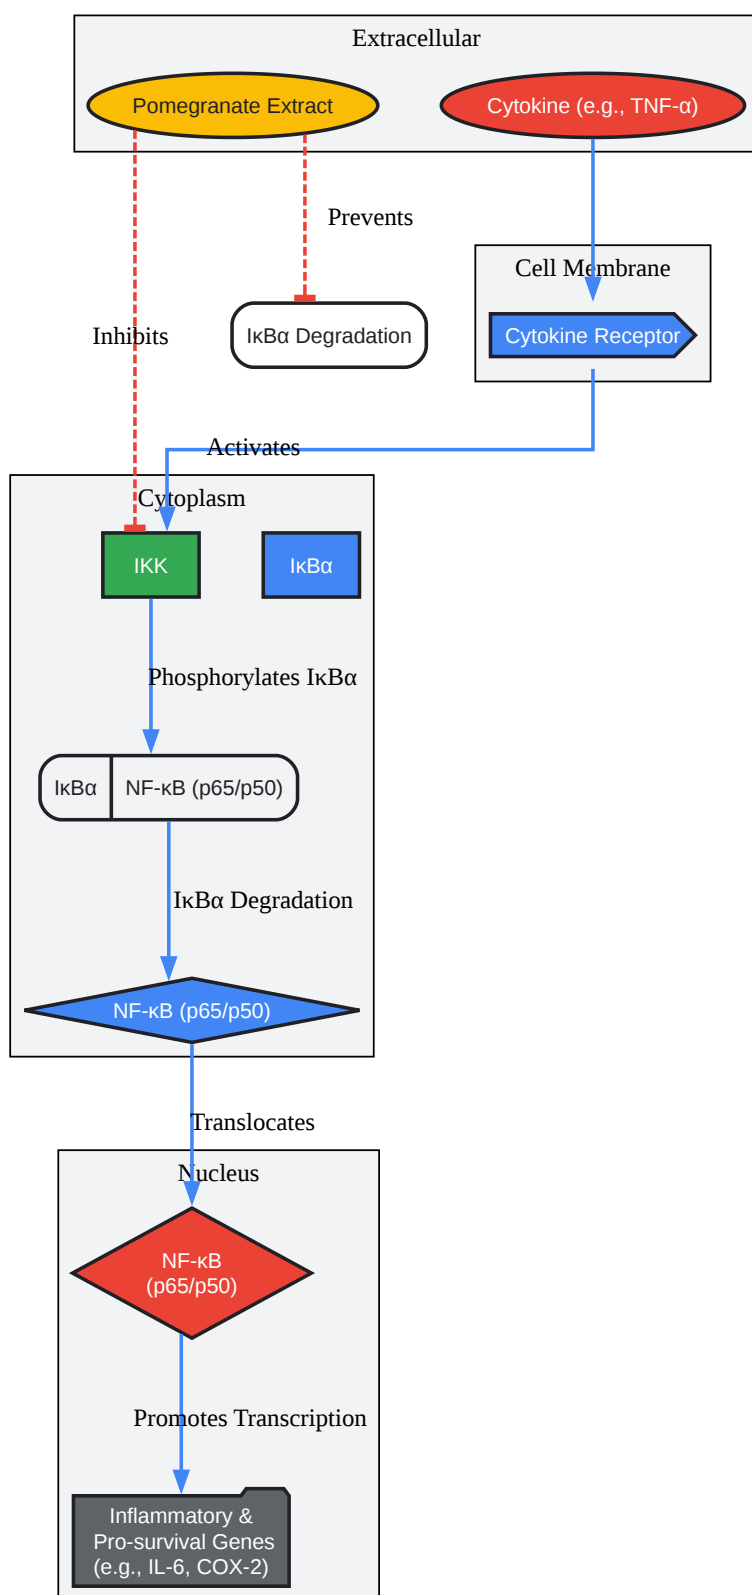 Extracellular
Pomegranate Extract
Cytokine (e.g., TNF-α)
Prevents
Cell Membrane
Inhibits
IκBα Degradation
Cytokine Receptor
Activates
Cytoplasm
IKK
IκBα
Phosphorylates IκBα
IκBα
NF-κB (p65/p50)
IκBα Degradation
NF-κB (p65/p50)
Translocates
Nucleus
NF-κB
(p65/p50)
Promotes Transcription
Inflammatory &
Pro-survival Genes
(e.g., IL-6, COX-2)